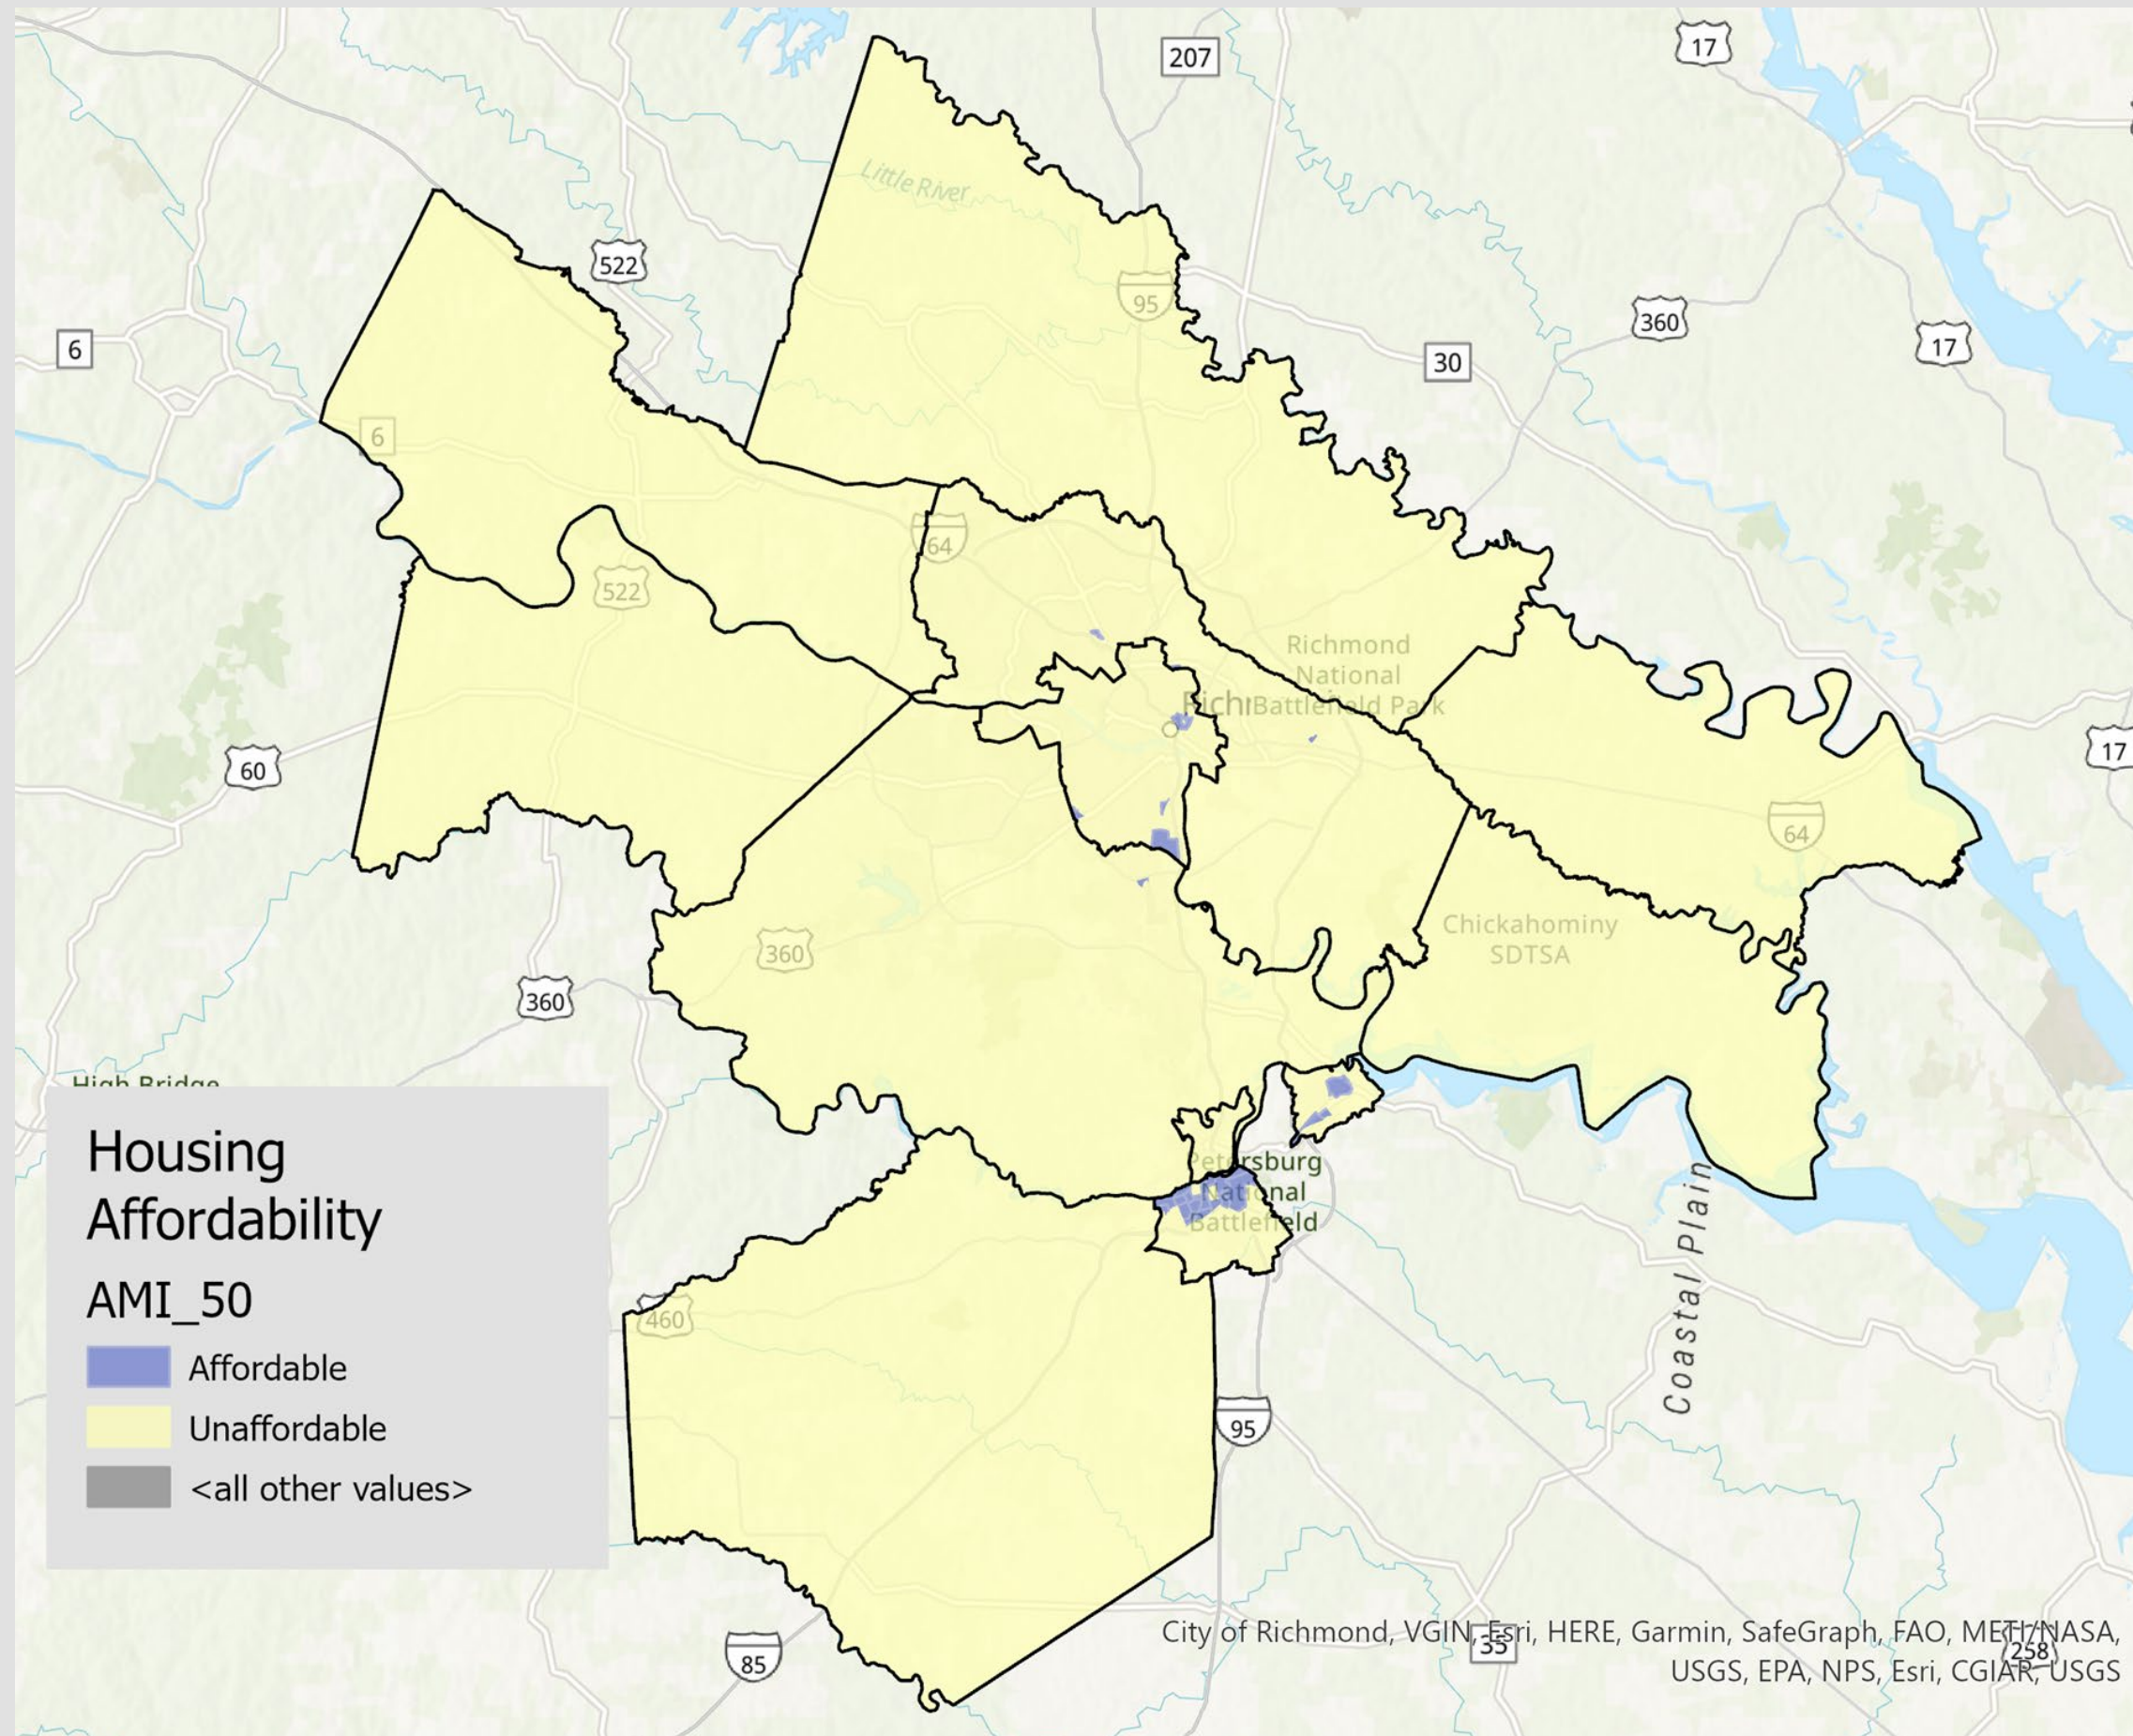 207
17
Little River
522
95
6
30
360
17
6
64
522
Richmond
National
Battlefield Park
60
17
64
Chickahominy
SDTSA
360
360
High Bridge
Petersburg
National
Battlefield
Coastal Plain
460
95
85
35
258
Housing
Affordability
AMI_50
Affordable
Unaffordable
<all other values>
City of Richmond, VGIN, Esri, HERE, Garmin, SafeGraph, FAO, METI/NASA,
USGS, EPA, NPS, Esri, CGIAR, USGS